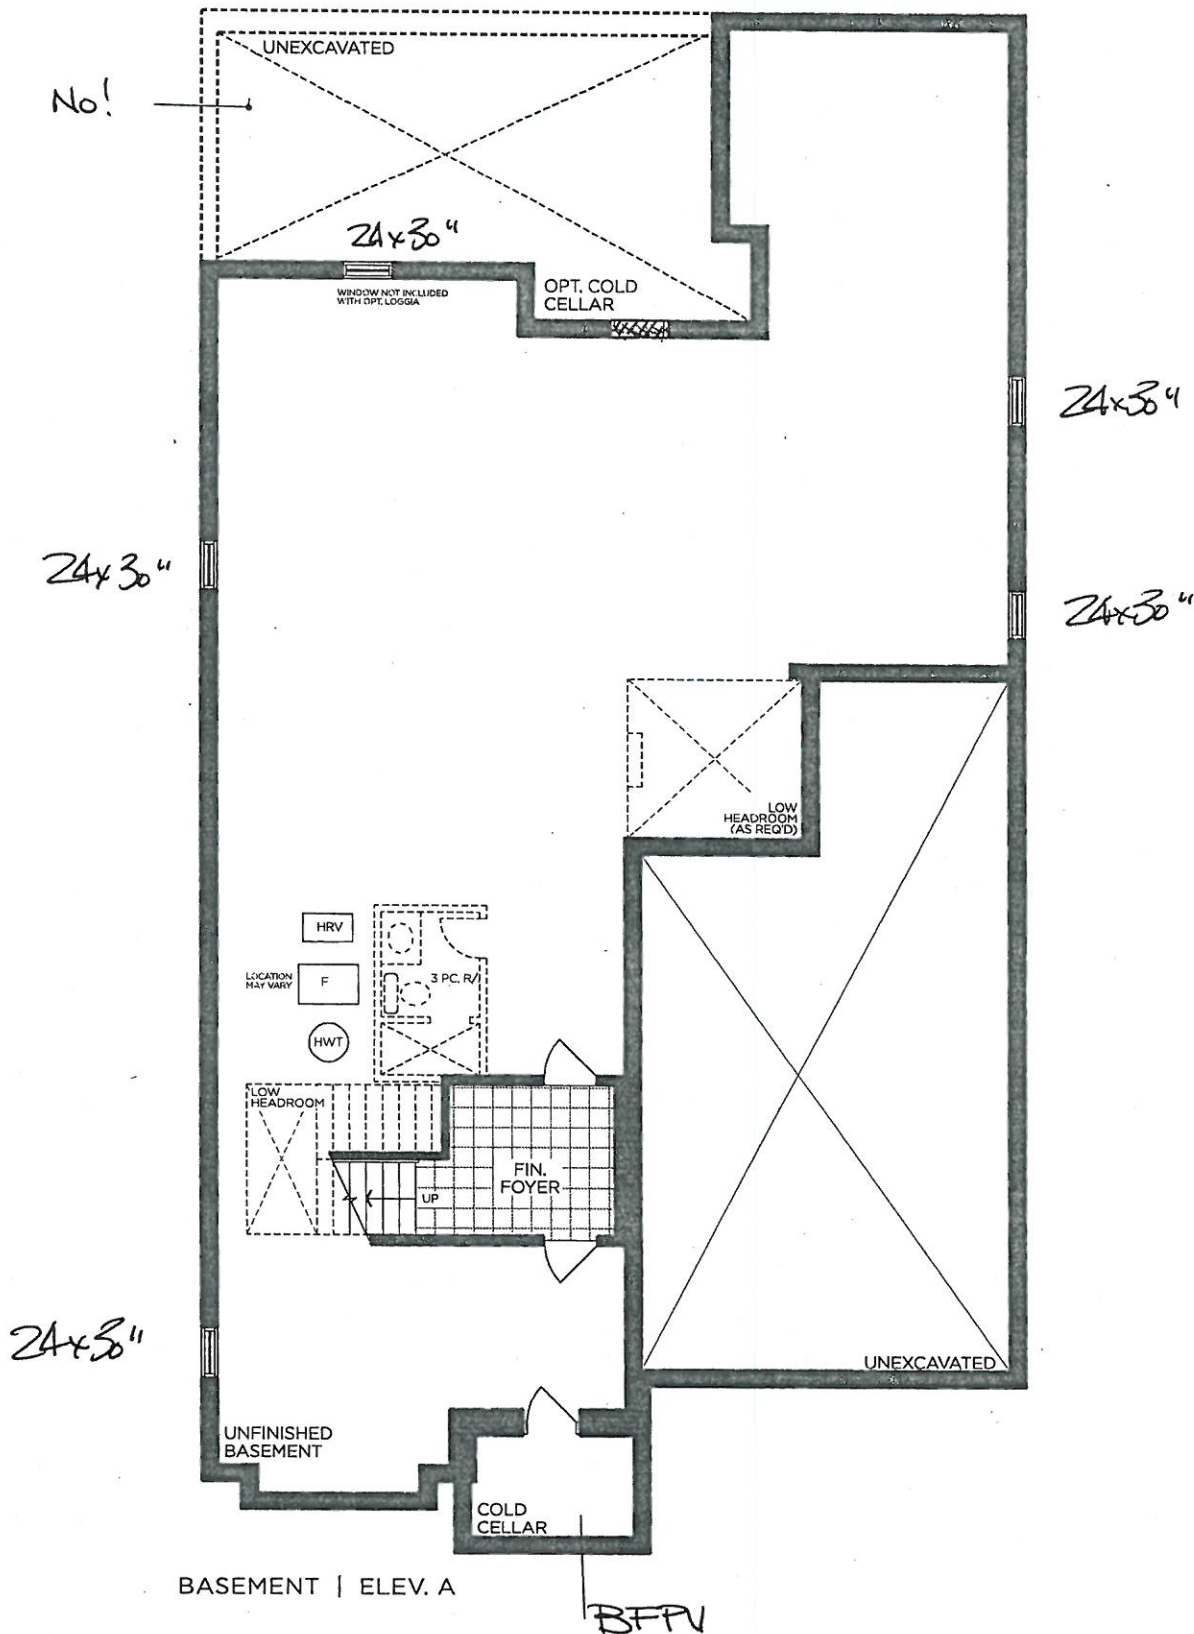 UNEXCAVATED
No!
24x30"
WINDOW NOT INCLUDED
WITH OPT. LOGGIA
OPT. COLD
CELLAR
24x30"
24x30"
24x30"
LOW
HEADROOM
(AS REQ'D)
HRV
LOCATION
MAY VARY
F
3 PC. R/
HWT
LOW
HEADROOM
FIN.
FOYER
UP
24x30"
UNEXCAVATED
UNFINISHED
BASEMENT
COLD
CELLAR
BASEMENT | ELEV. A
BFPV